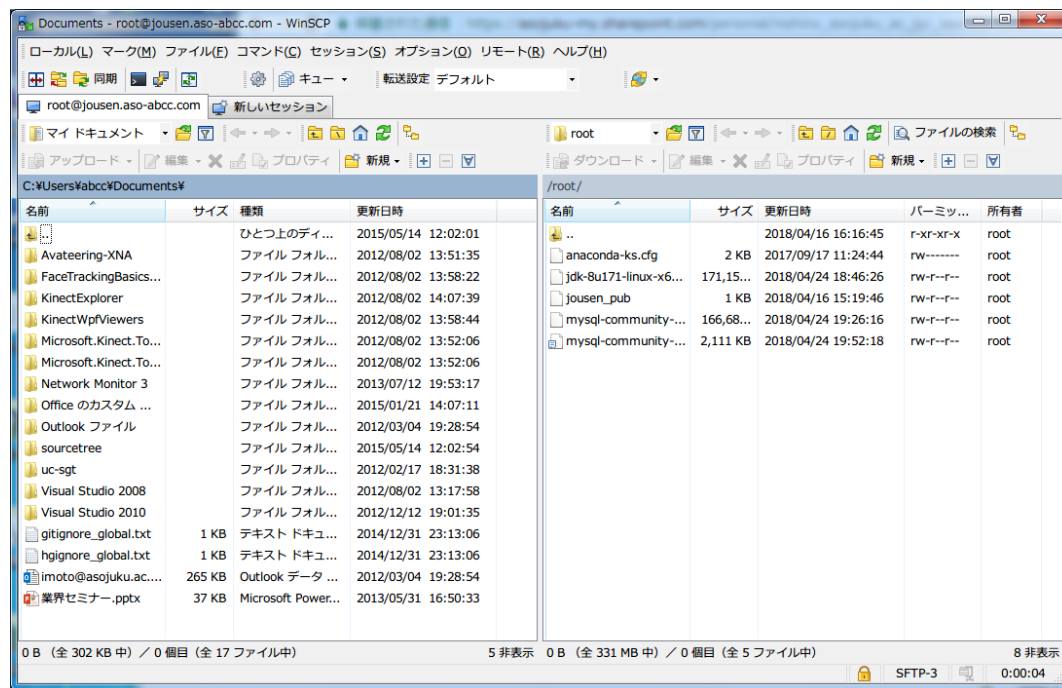 Documents - root@jousen.aso-abcc.com - WinSCP
ローカル(L) マーク(M) ファイル(F) コマンド(C) セッション(S) オプション(O) リモート(R) ヘルプ(H)
同期 キュー 転送設定 デフォルト
root@jousen.aso-abcc.com 新しいセッション
マイ ドキュメント root ファイルの検索
アップロード 編集 プロパティ 新規 ダウンロード 編集 プロパティ 新規
C:¥Users¥abcc¥Documents¥ /root/
名前 サイズ 種類 更新日時 名前 サイズ 更新日時 パーミッ... 所有者
.. ひとつ上のディ... 2015/05/14 12:02:01 .. 2018/04/16 16:16:45 r-xr-xr-x root
Avateering-XNA ファイル フォル... 2012/08/02 13:51:35 anaconda-ks.cfg 2 KB 2017/09/17 11:24:44 rw------- root
FaceTrackingBasics... ファイル フォル... 2012/08/02 13:58:22 jdk-8u171-linux-x6... 171,15... 2018/04/24 18:46:26 rw-r--r-- root
KinectExplorer ファイル フォル... 2012/08/02 14:07:39 jousen_pub 1 KB 2018/04/16 15:19:46 rw-r--r-- root
KinectWpfViewers ファイル フォル... 2012/08/02 13:58:44 mysql-community-... 166,68... 2018/04/24 19:26:16 rw-r--r-- root
Microsoft.Kinect.To... ファイル フォル... 2012/08/02 13:52:06 mysql-community-... 2,111 KB 2018/04/24 19:52:18 rw-r--r-- root
Microsoft.Kinect.To... ファイル フォル... 2012/08/02 13:52:06
Network Monitor 3 ファイル フォル... 2013/07/12 19:53:17
Office のカスタム ... ファイル フォル... 2015/01/21 14:07:11
Outlook ファイル ファイル フォル... 2012/03/04 19:28:54
sourcetree ファイル フォル... 2015/05/14 12:02:54
uc-sgt ファイル フォル... 2012/02/17 18:31:38
Visual Studio 2008 ファイル フォル... 2012/08/02 13:17:58
Visual Studio 2010 ファイル フォル... 2012/12/12 19:01:35
gitignore_global.txt 1 KB テキスト ドキュ... 2014/12/31 23:13:06
hgignore_global.txt 1 KB テキスト ドキュ... 2014/12/31 23:13:06
imoto@asojuku.ac.... 265 KB Outlook データ ... 2012/03/04 19:28:54
業界セミナー.pptx 37 KB Microsoft Power... 2013/05/31 16:50:33
0 B (全 302 KB 中) / 0 個目 (全 17 ファイル中) 5 非表示 0 B (全 331 MB 中) / 0 個目 (全 5 ファイル中) 8 非表示
SFTP-3 0:00:04